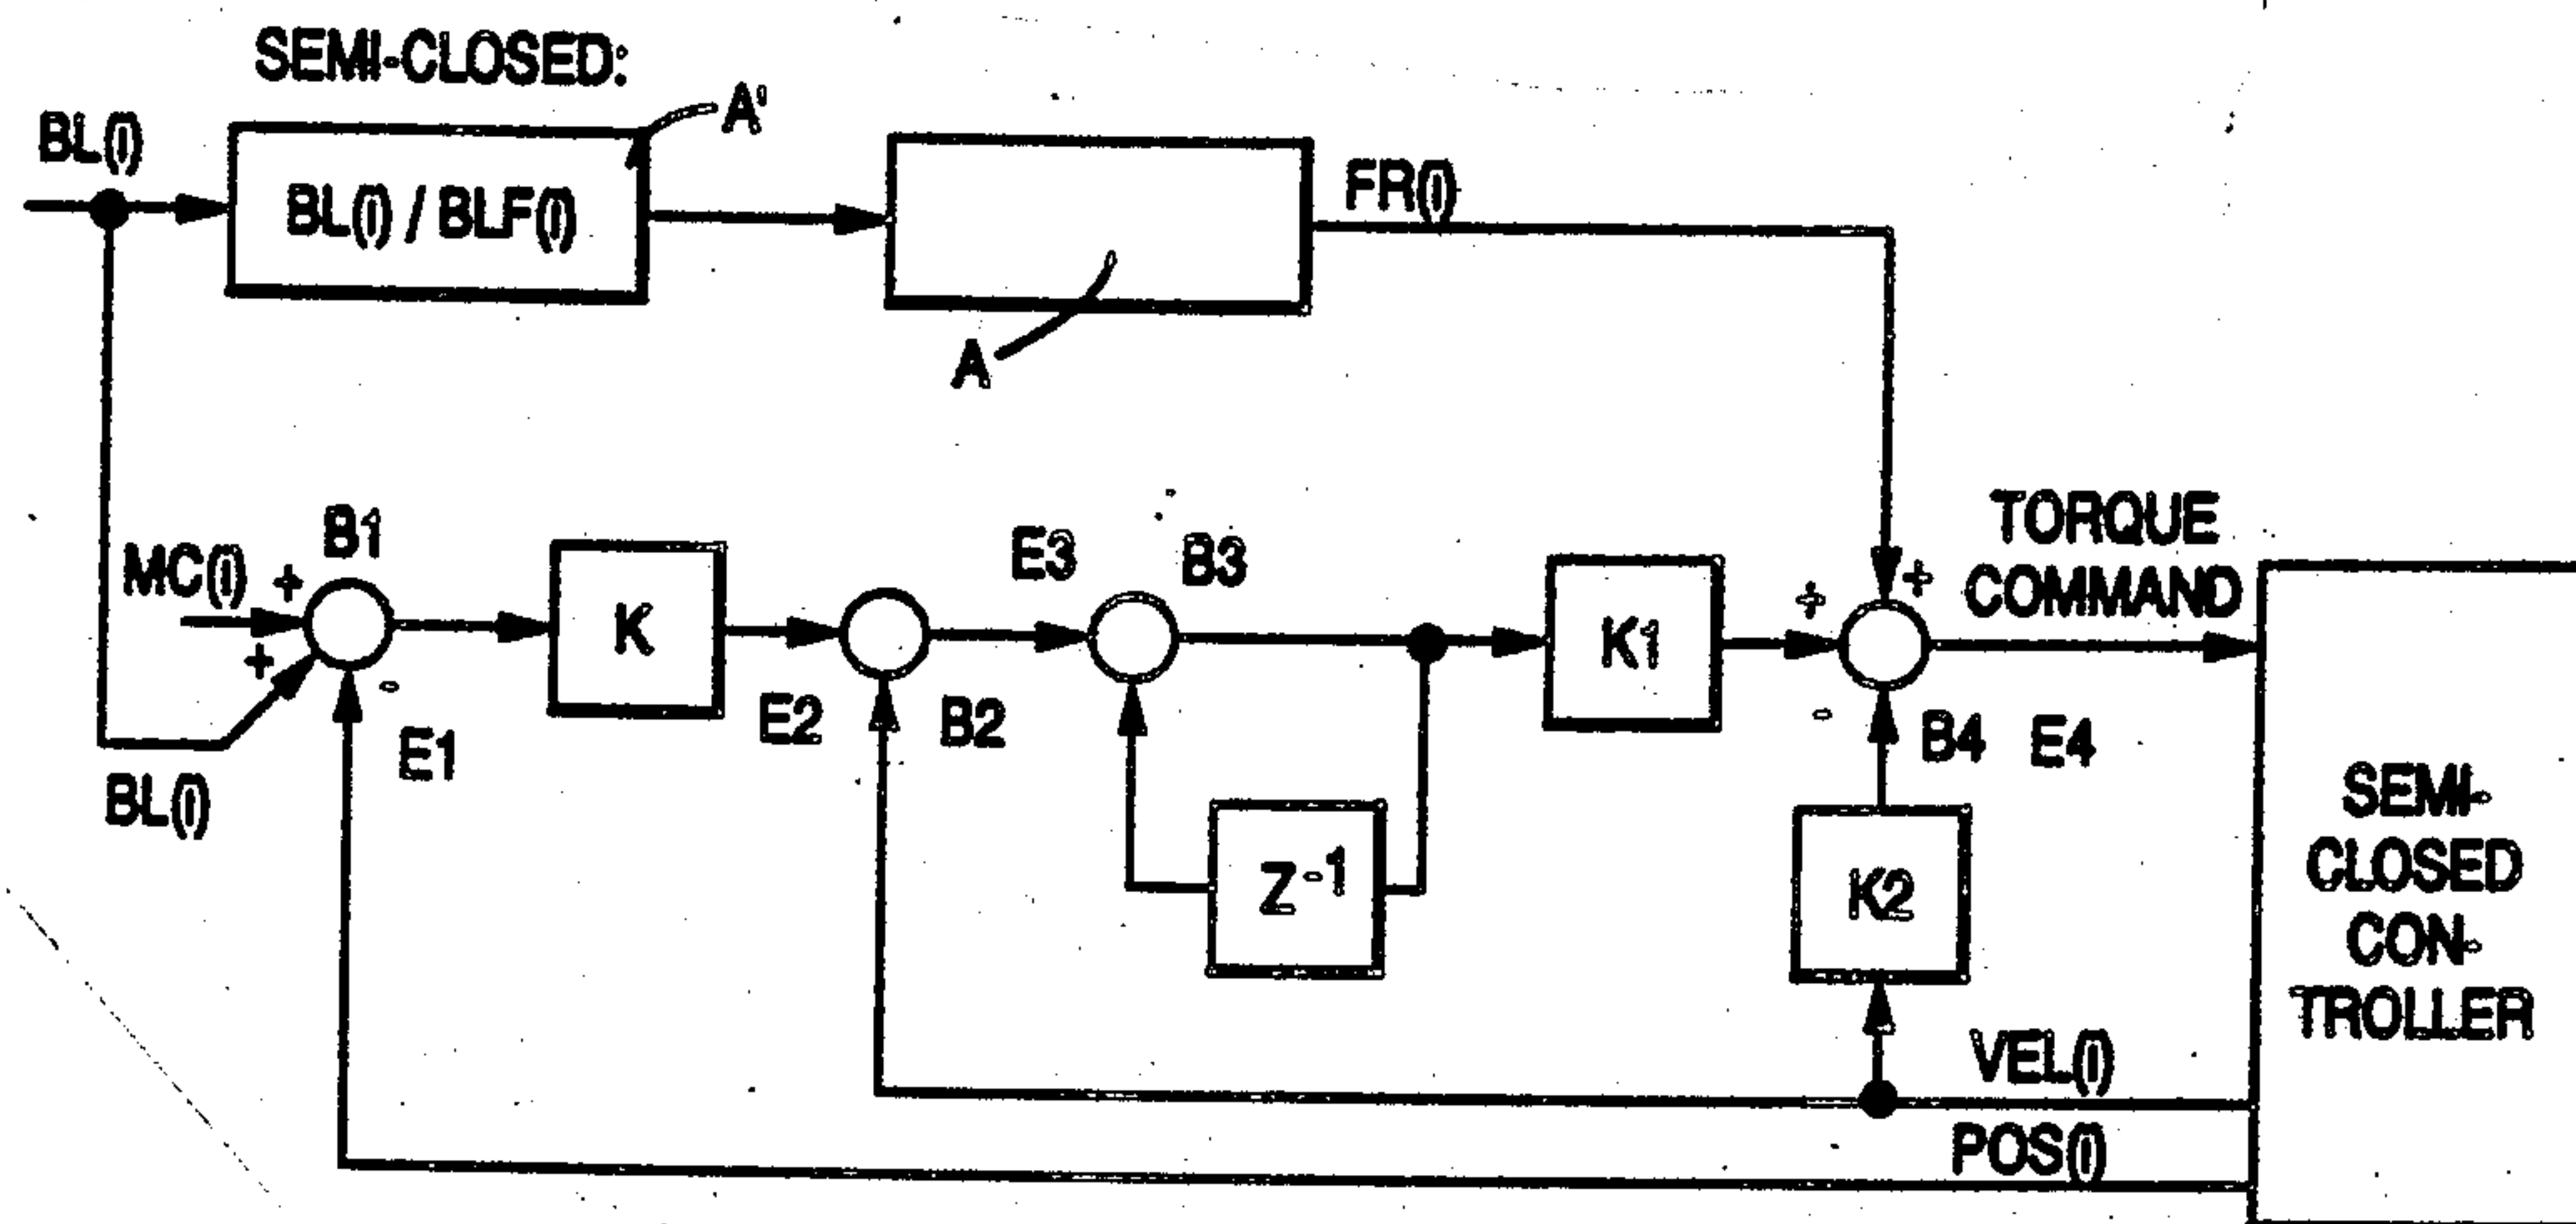 SEMI-CLOSED:
A'
BL(i)
BL(i) / BLF(i)
FR(i)
A
TORQUE
COMMAND
B1
MC(i)
+
+
-
E1
BL(i)
K
E2
B2
E3
B3
Z-1
K1
+
+
-
B4
E4
K2
VEL(i)
POS(i)
SEMI-
CLOSED
CON-
TROLLER